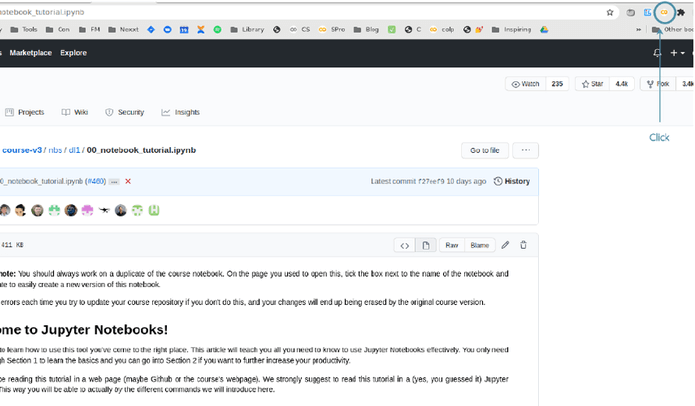 notebook_tutorial.ipynb
Tools Con FM Nexxt Library CS SPro Blog C colp Inspiring Other boo
Marketplace Explore
Watch 235 Star 4.4k Fork 3.4k
Click
Projects Wiki Security Insights
course-v3 / nbs / dl1 / 00_notebook_tutorial.ipynb Go to file ...
0_notebook_tutorial.ipynb (#460) ... Latest commit f27eef9 10 days ago History
411 KB <> Raw Blame
note: You should always work on a duplicate of the course notebook. On the page you used to open this, tick the box next to the name of the notebook and
ate to easily create a new version of this notebook.
errors each time you try to update your course repository if you don't do this, and your changes will end up being erased by the original course version.
ome to Jupyter Notebooks!
to learn how to use this tool you've come to the right place. This article will teach you all you need to know to use Jupyter Notebooks effectively. You only need
gh Section 1 to learn the basics and you can go into Section 2 if you want to further increase your productivity.
be reading this tutorial in a web page (maybe Github or the course's webpage). We strongly suggest to read this tutorial in a (yes, you guessed it) Jupyter
This way you will be able to actually try the different commands we will introduce here.